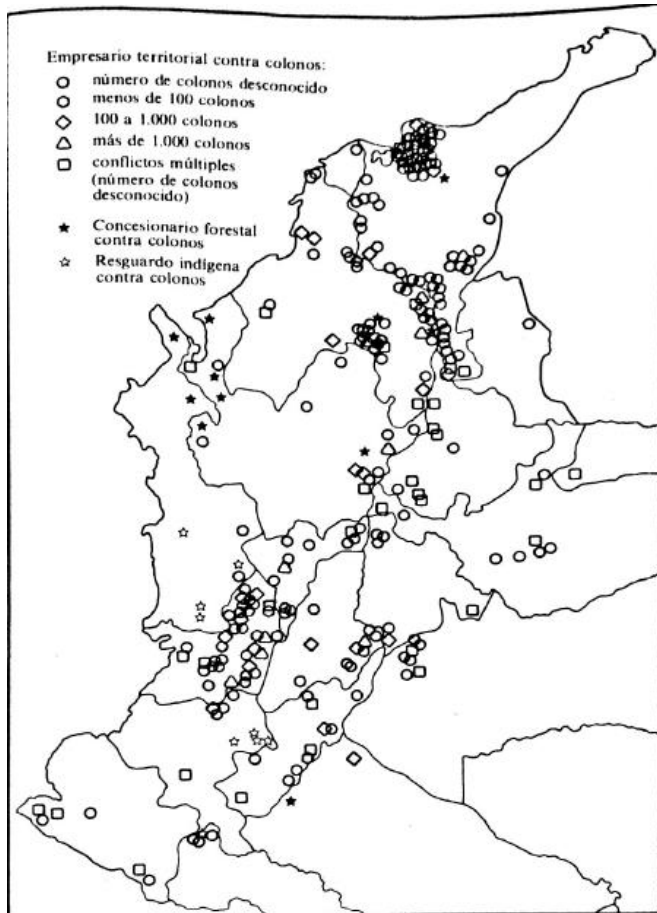 Empresario territorial contra colonos:
número de colonos desconocido
menos de 100 colonos
100 a 1.000 colonos
más de 1.000 colonos
conflictos múltiples
(número de colonos
desconocido)
Concesionario forestal
contra colonos
Resguardo indígena
contra colonos